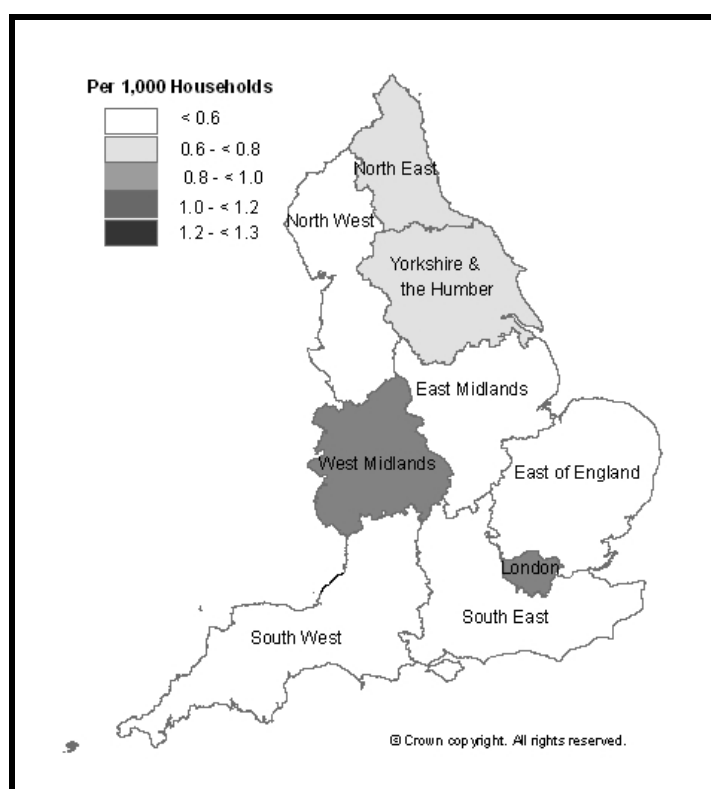 Per 1,000 Households
< 0.6
0.6 - < 0.8
0.8 - < 1.0
1.0 - < 1.2
1.2 - < 1.3
North East
North West
Yorkshire &
the Humber
East Midlands
West Midlands
East of England
London
South East
South West
© Crown copyright. All rights reserved.